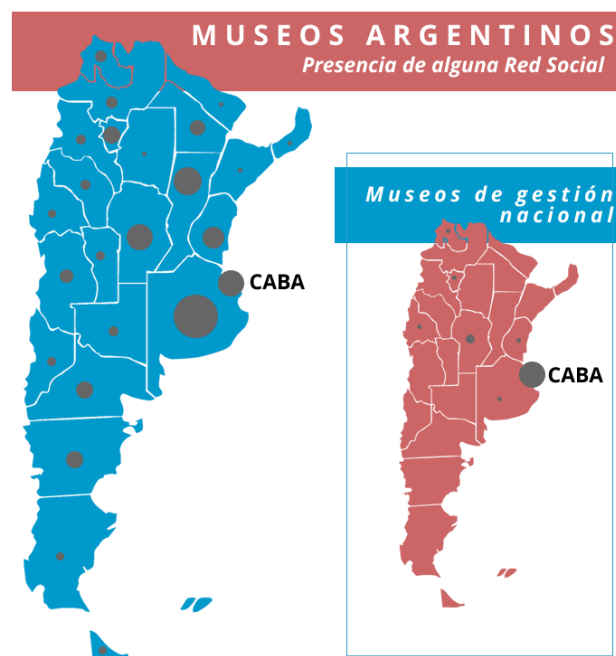 MUSEOS ARGENTINOS
Presencia de alguna Red Social
Museos de gestión
nacional
CABA
CABA